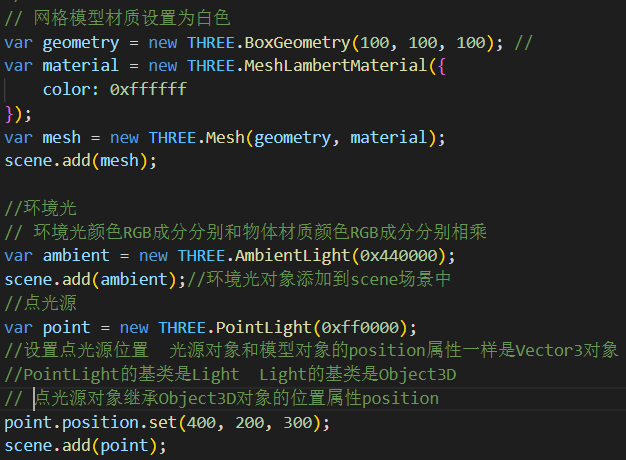 //
// 网格模型材质设置为白色
var geometry = new THREE.BoxGeometry(100, 100, 100); //
var material = new THREE.MeshLambertMaterial({
    color: 0xffffff
});
var mesh = new THREE.Mesh(geometry, material);
scene.add(mesh);

//环境光
// 环境光颜色RGB成分分别和物体材质颜色RGB成分分别相乘
var ambient = new THREE.AmbientLight(0x440000);
scene.add(ambient);//环境光对象添加到scene场景中
//点光源
var point = new THREE.PointLight(0xff0000);
//设置点光源位置  光源对象和模型对象的position属性一样是Vector3对象
//PointLight的基类是Light  Light的基类是Object3D
// 点光源对象继承Object3D对象的位置属性position
point.position.set(400, 200, 300);
scene.add(point);